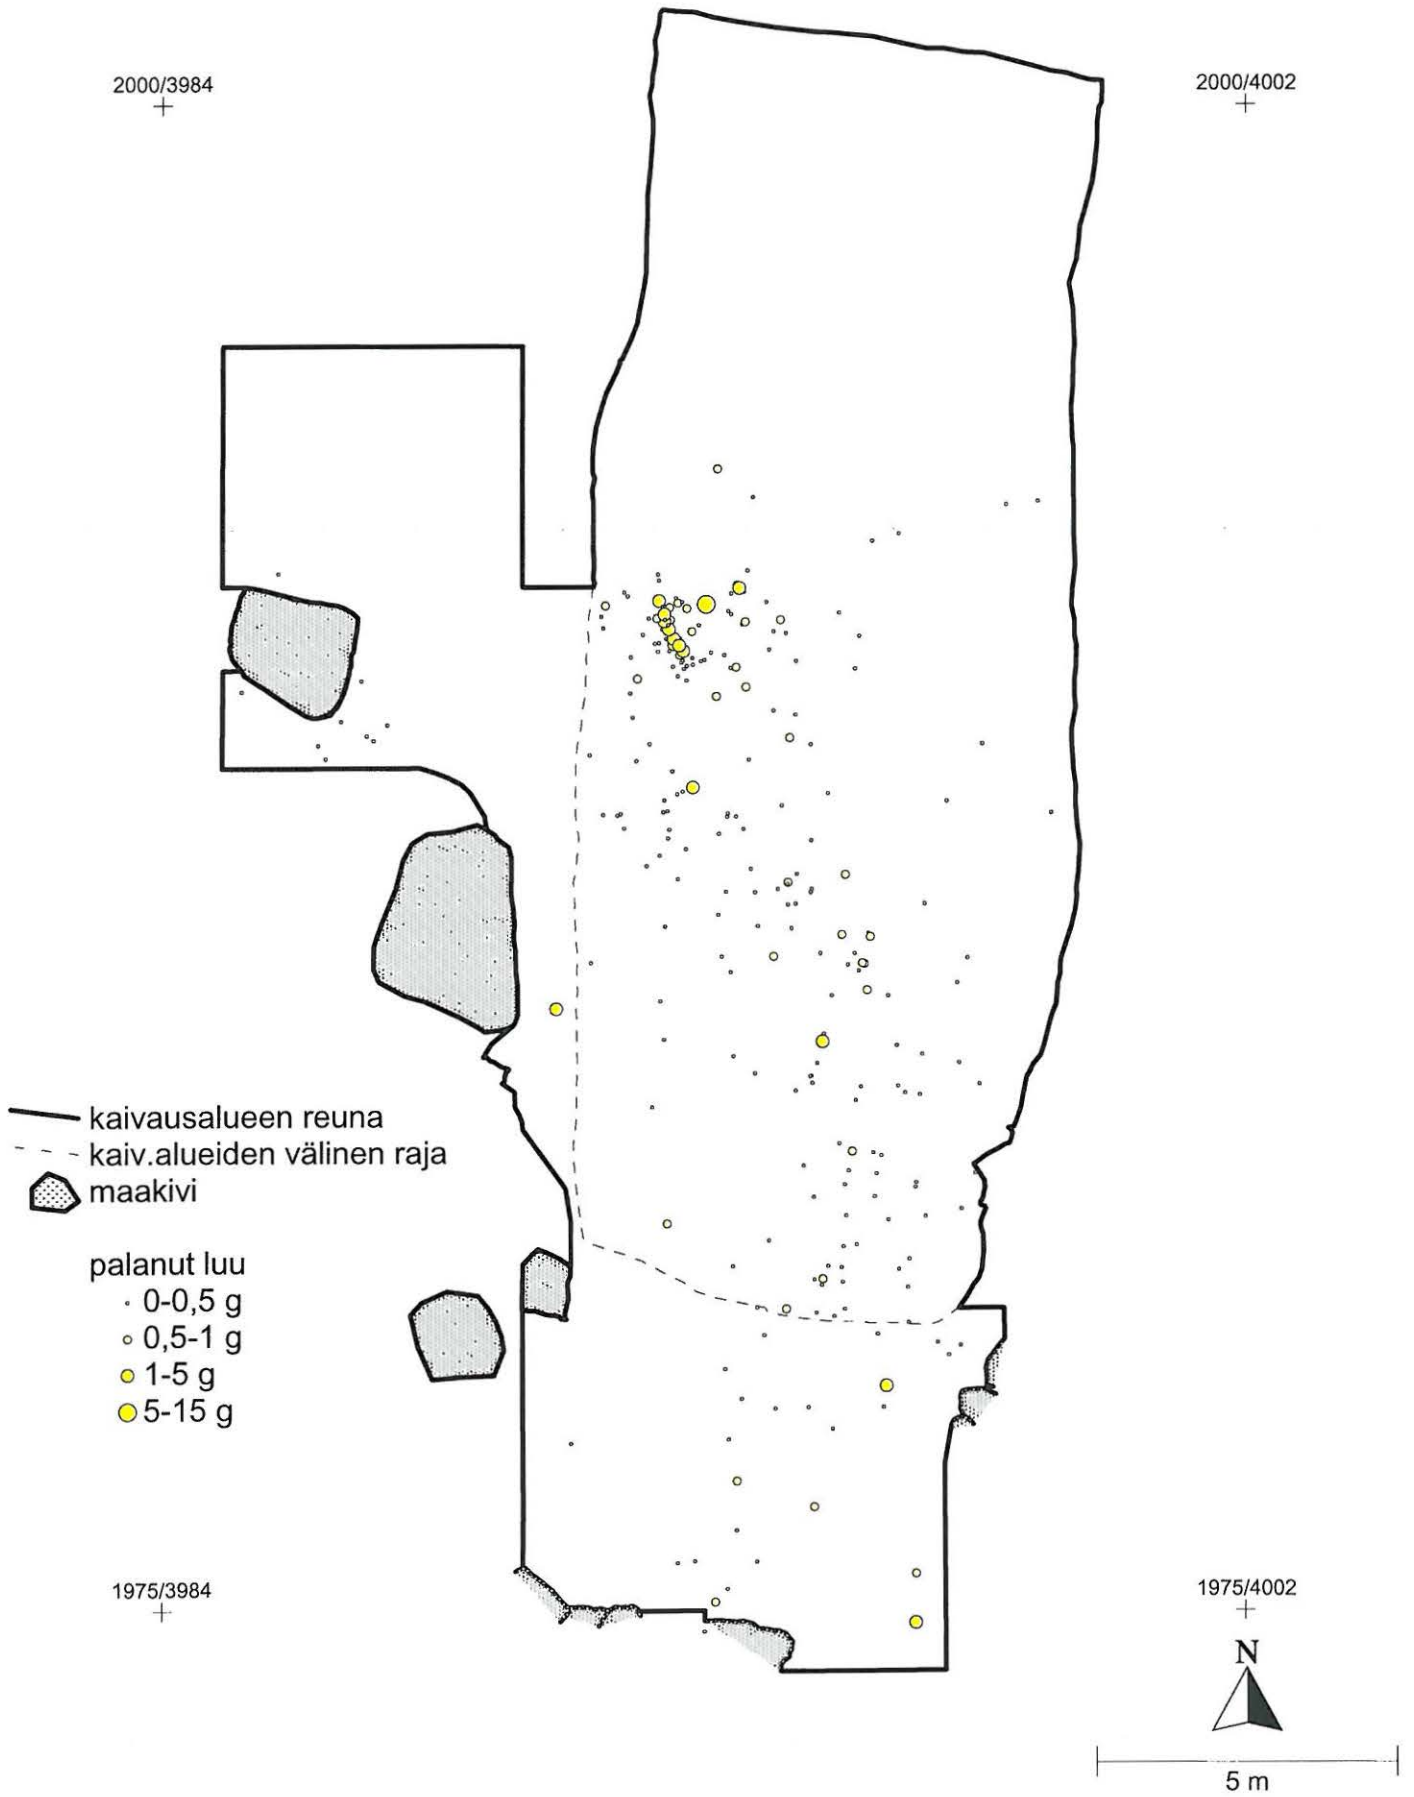 2000/3984
2000/4002
kaivausalueen reuna
kaiv.alueiden välinen raja
maakivi
palanut luu
0-0,5 g
0,5-1 g
1-5 g
5-15 g
1975/3984
1975/4002
N
5 m